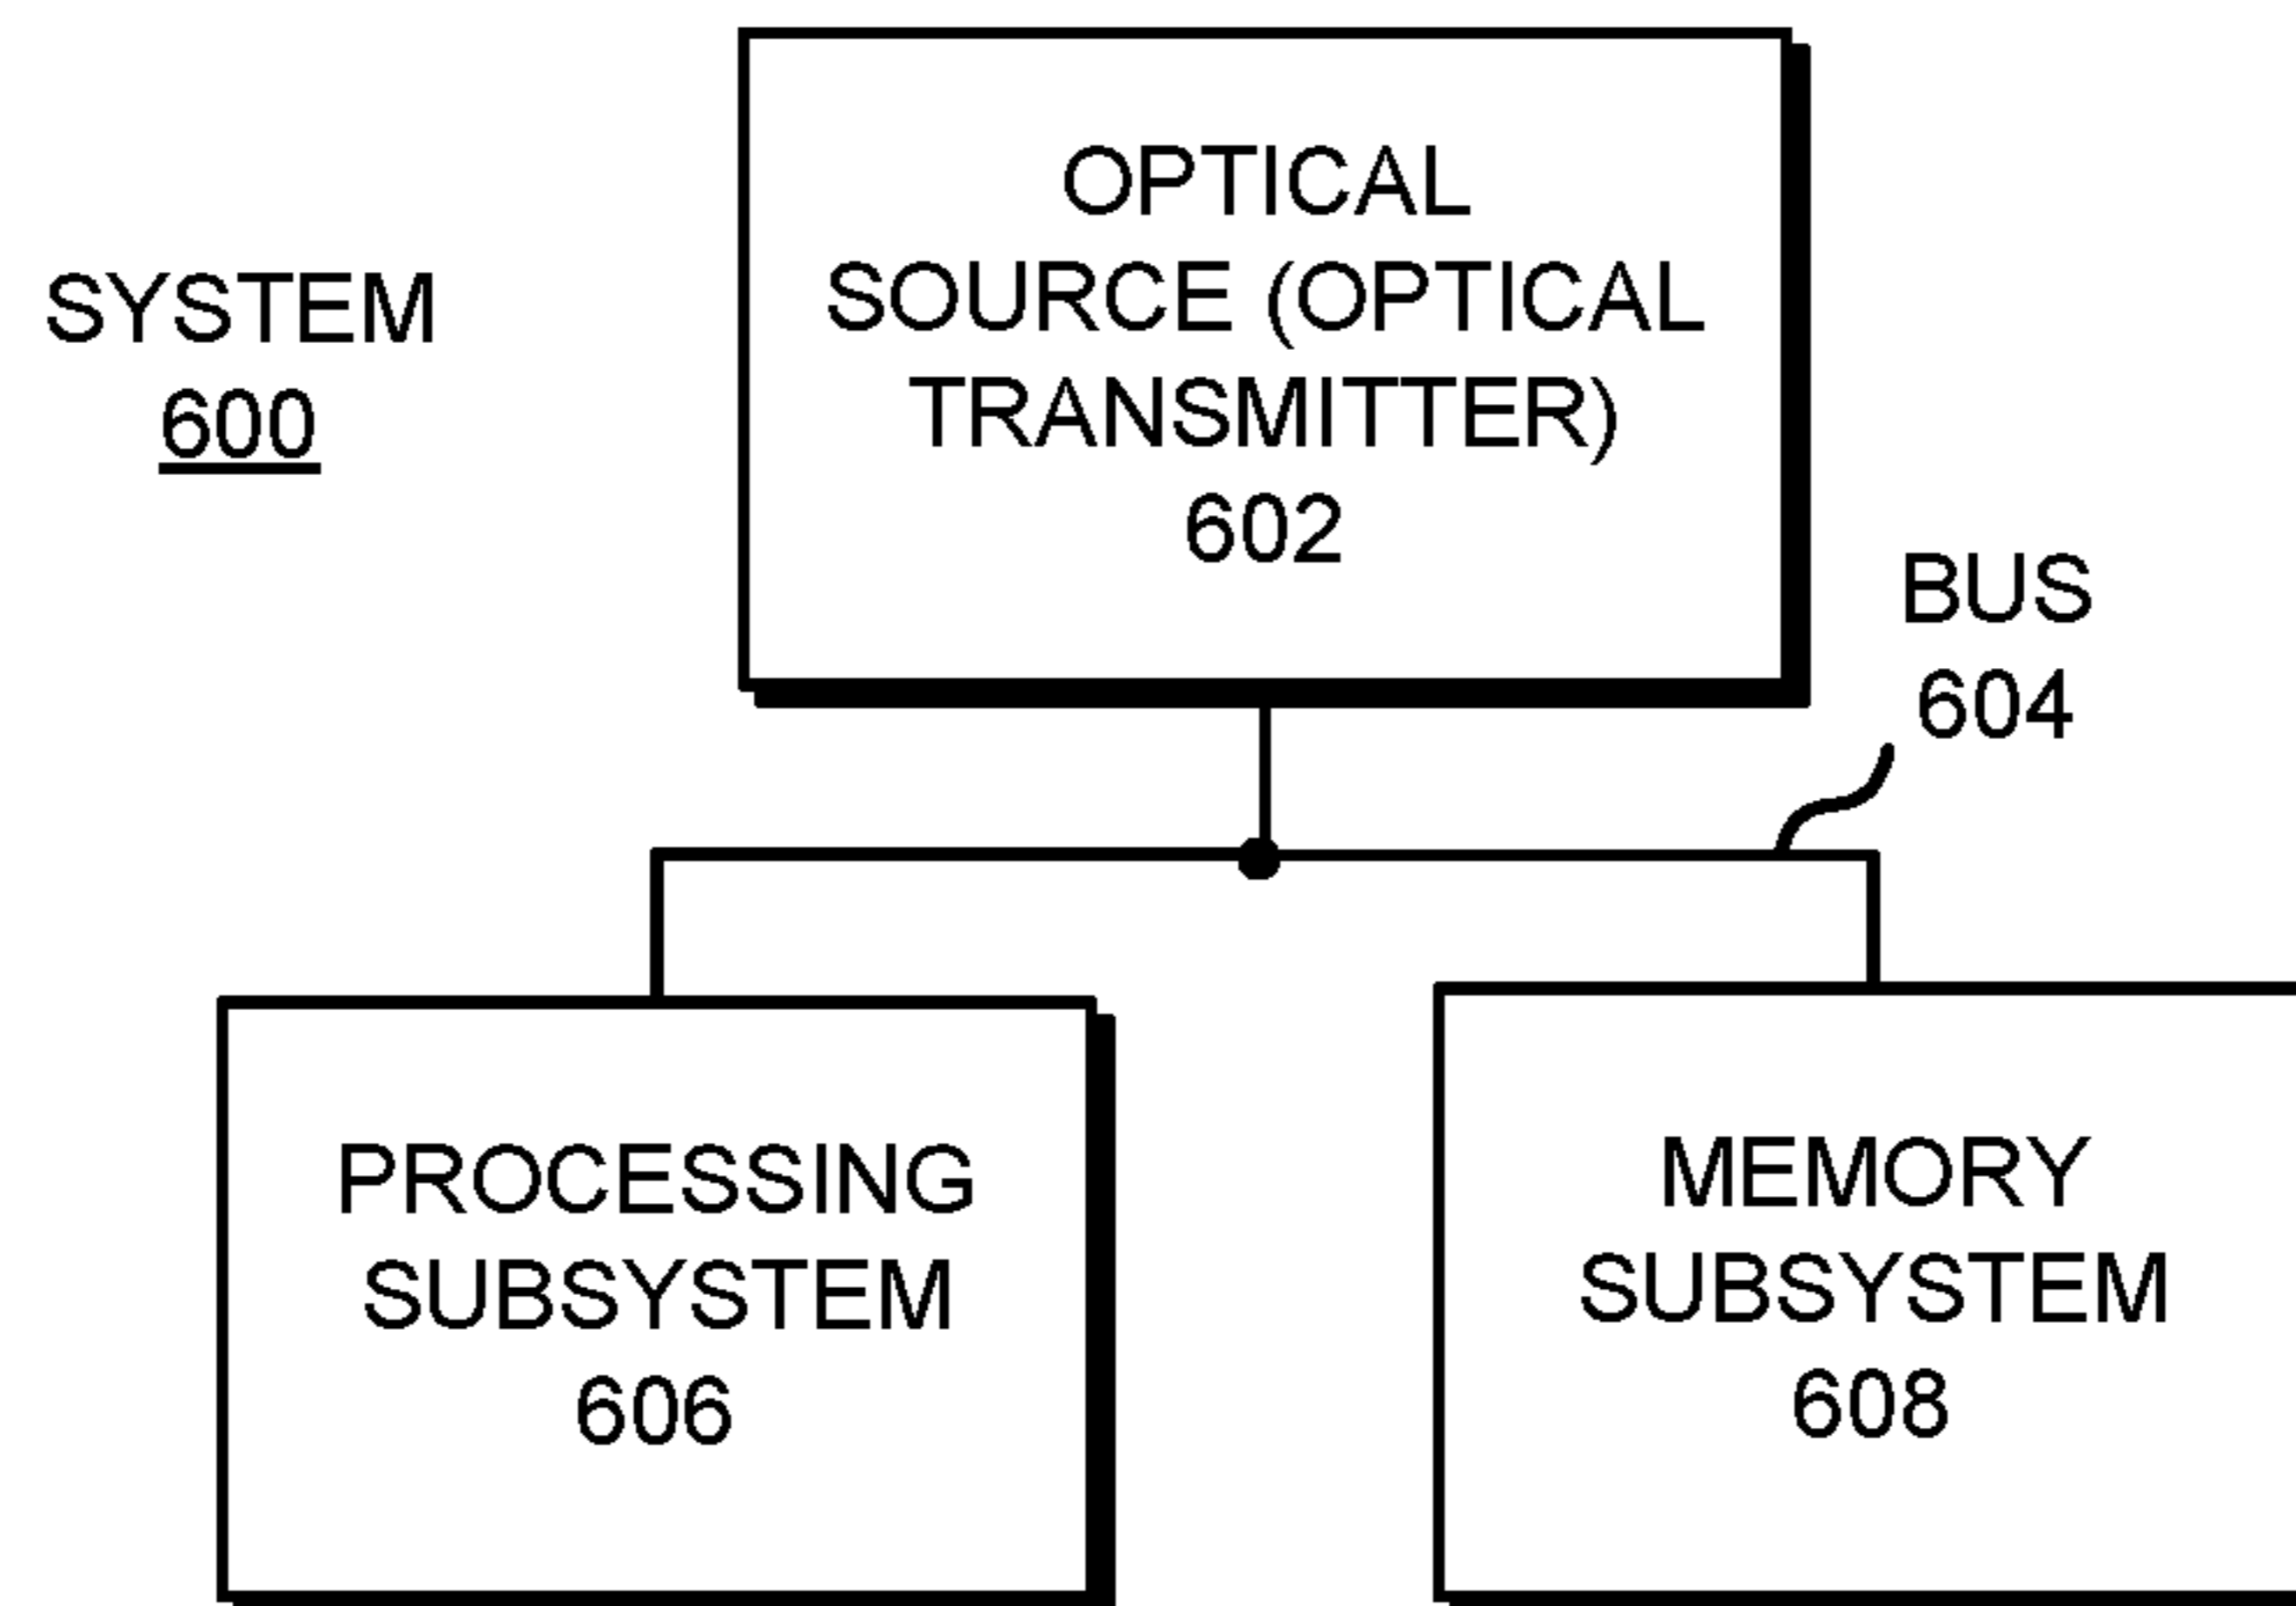 SYSTEM
600
OPTICAL
SOURCE (OPTICAL
TRANSMITTER)
602
BUS
604
PROCESSING
SUBSYSTEM
606
MEMORY
SUBSYSTEM
608